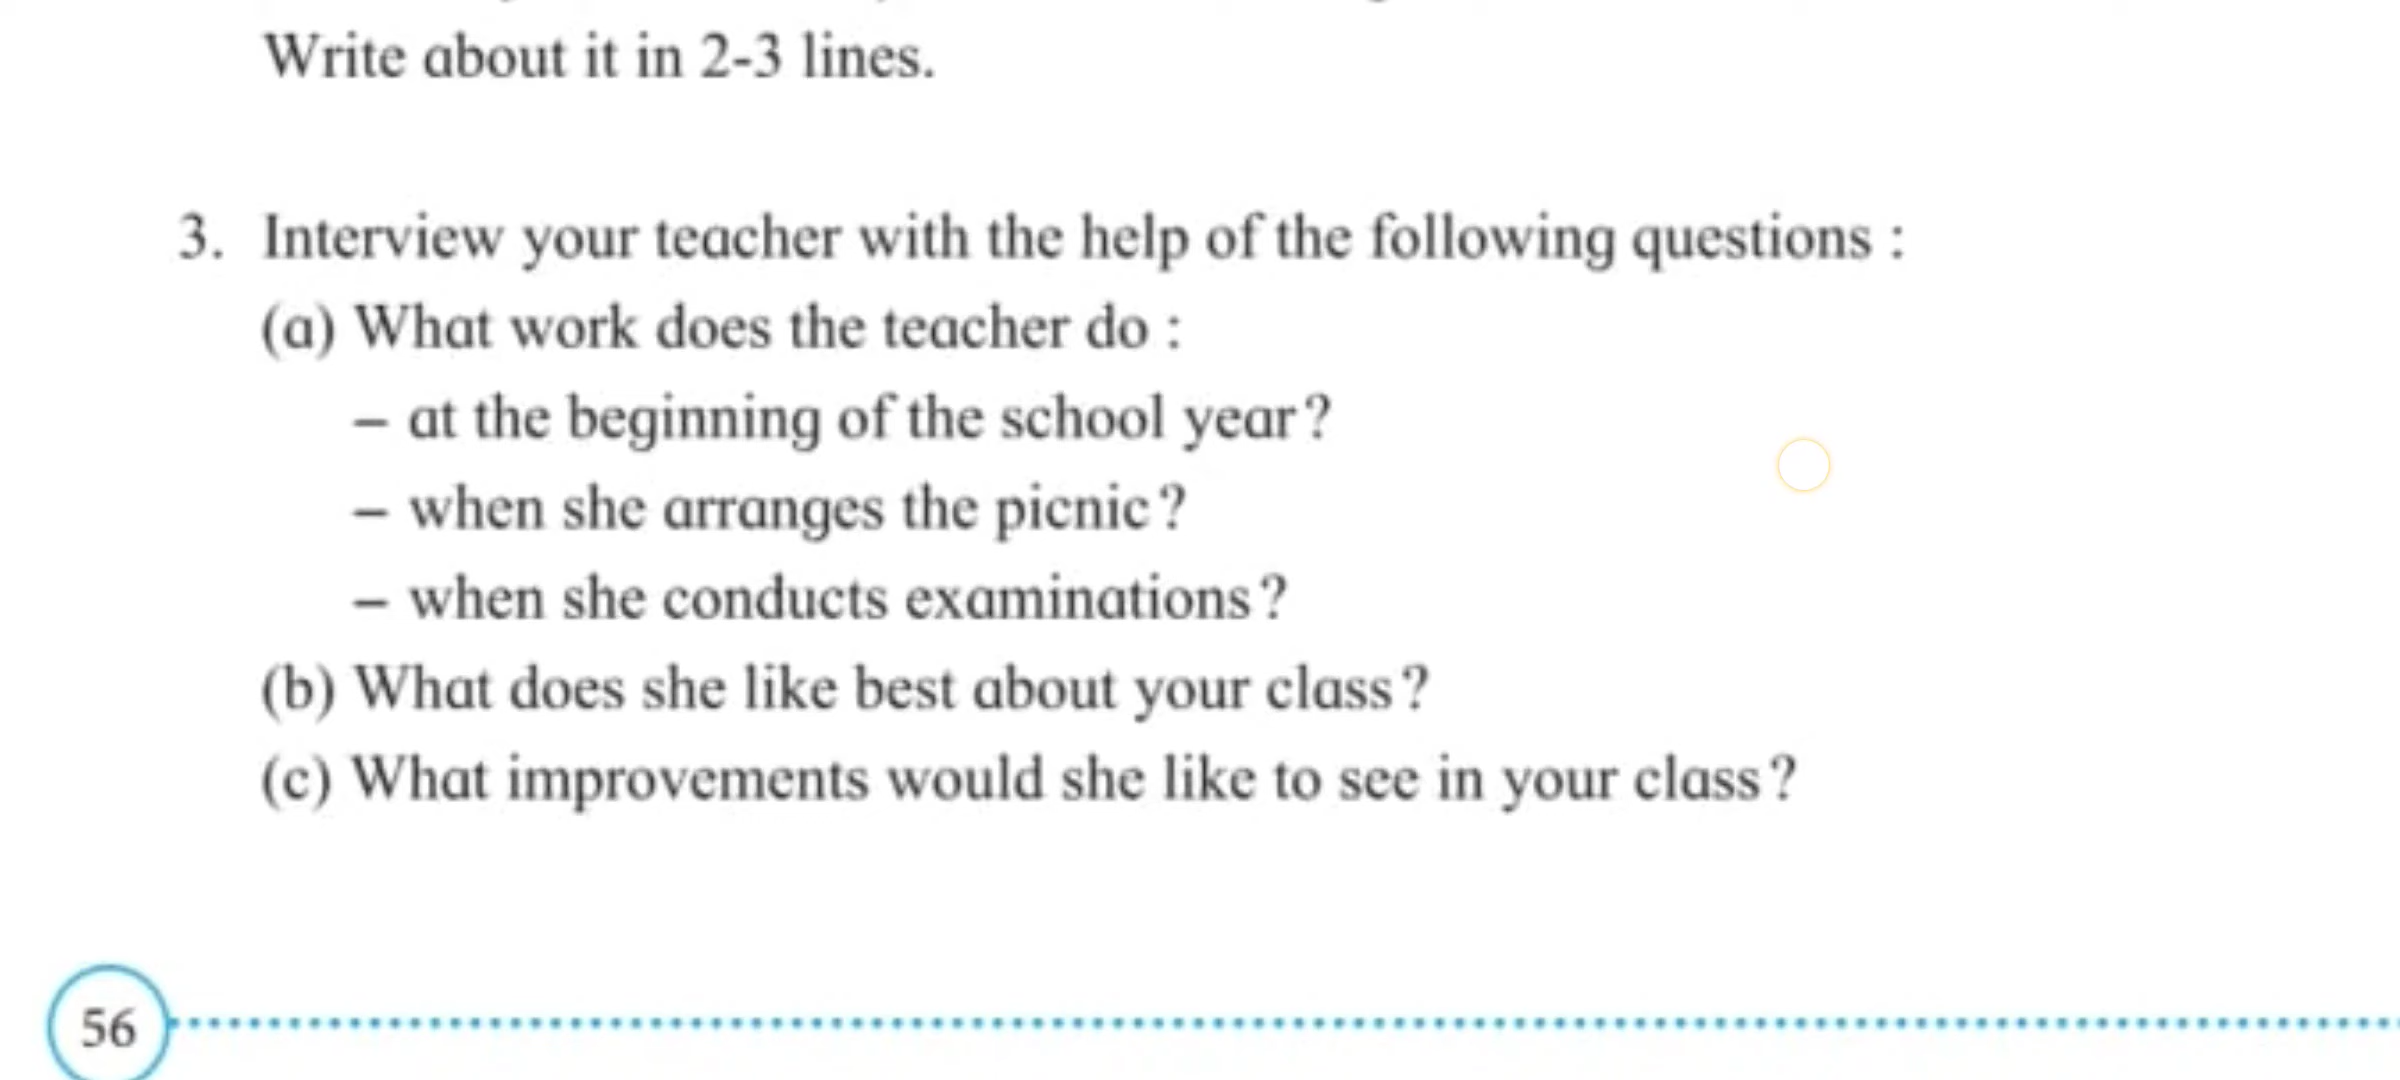 Write about it in 2-3 lines.
3. Interview your teacher with the help of the following questions :
(a) What work does the teacher do :
– at the beginning of the school year?
– when she arranges the picnic?
– when she conducts examinations?
(b) What does she like best about your class?
(c) What improvements would she like to see in your class?
56